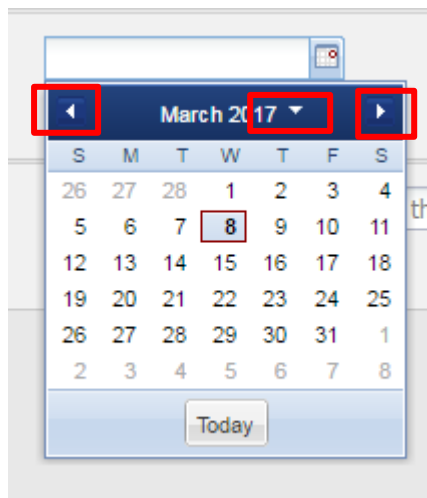 March 2017
S M T W T F S
26 27 28 1 2 3 4
5 6 7 8 9 10 11
th
12 13 14 15 16 17 18
19 20 21 22 23 24 25
26 27 28 29 30 31 1
2 3 4 5 6 7 8
Today